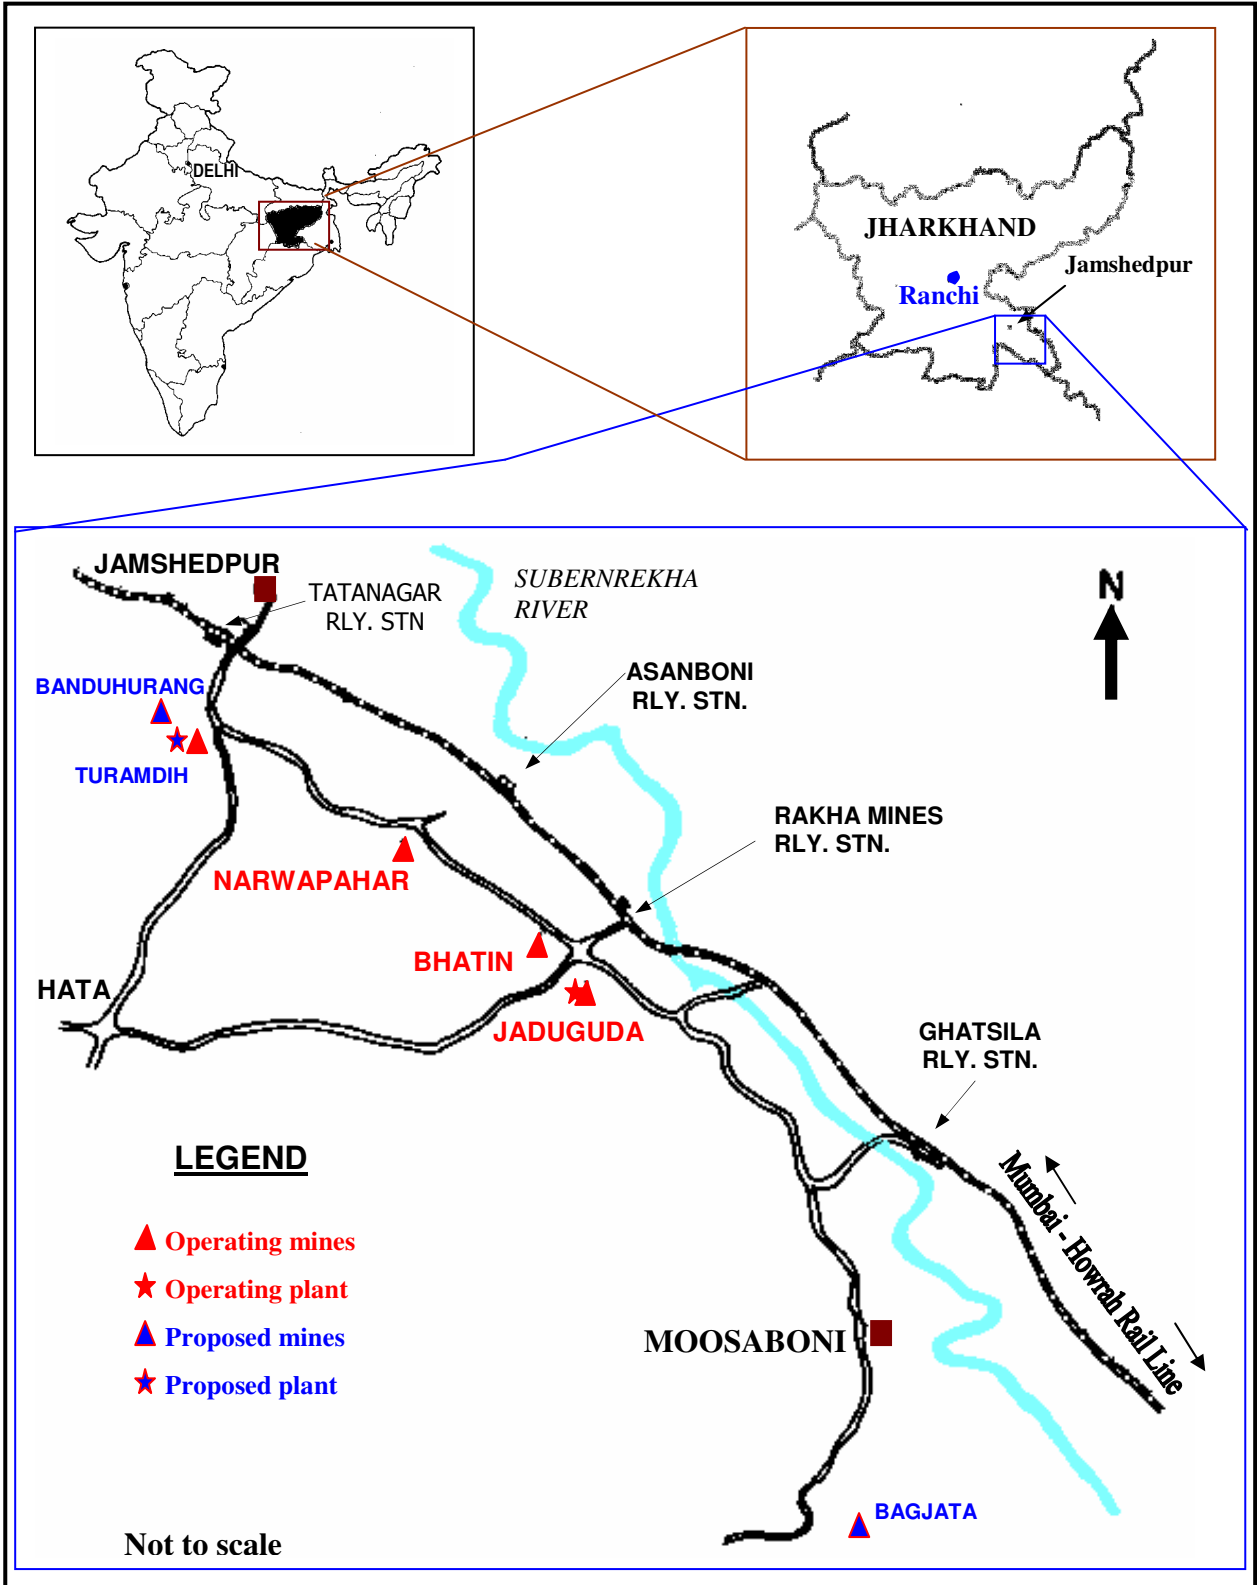 DELHI
JHARKHAND
Jamshedpur
Ranchi
JAMSHEDPUR
TATANAGAR
RLY. STN
SUBERNREKHA
RIVER
N
ASANBONI
RLY. STN.
BANDUHURANG
TURAMDIH
RAKHA MINES
RLY. STN.
NARWAPAHAR
BHATIN
HATA
JADUGUDA
GHATSILA
RLY. STN.
LEGEND
Mumbai - Howrah Rail Line
Operating mines
Operating plant
Proposed mines
Proposed plant
MOOSABONI
BAGJATA
Not to scale